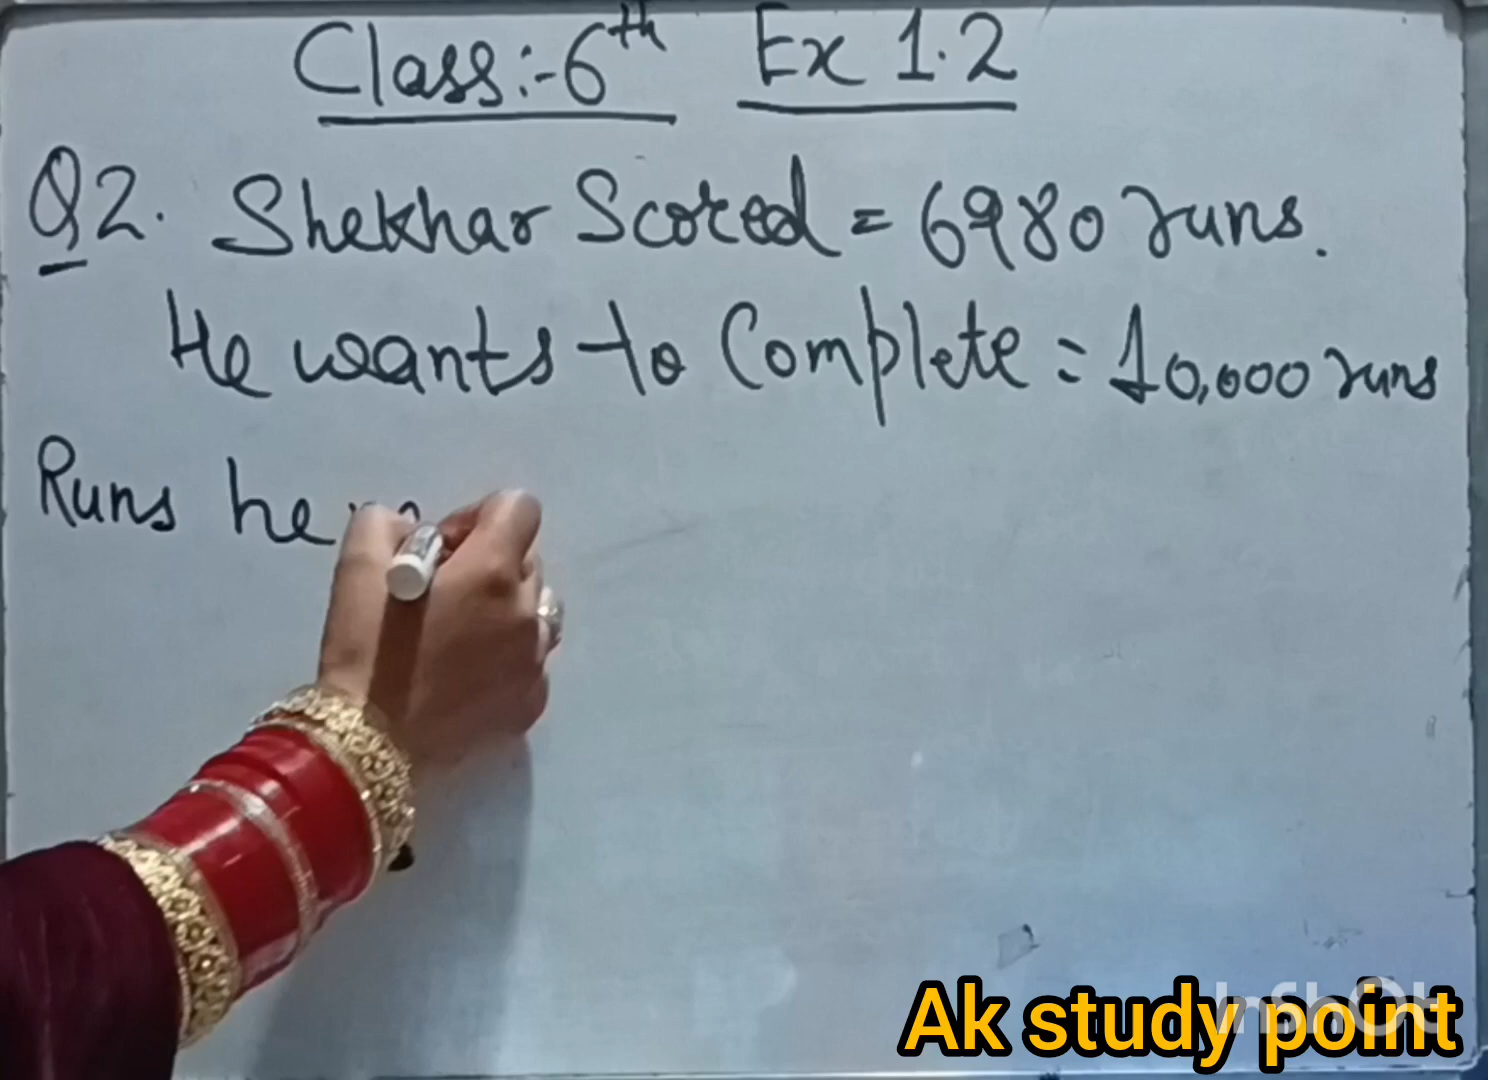 Class:-6th Ex 1.2
Q2. Shekhar Scored = 6980 runs.
He wants to Complete = 10,000 runs
Runs he
Ak study point